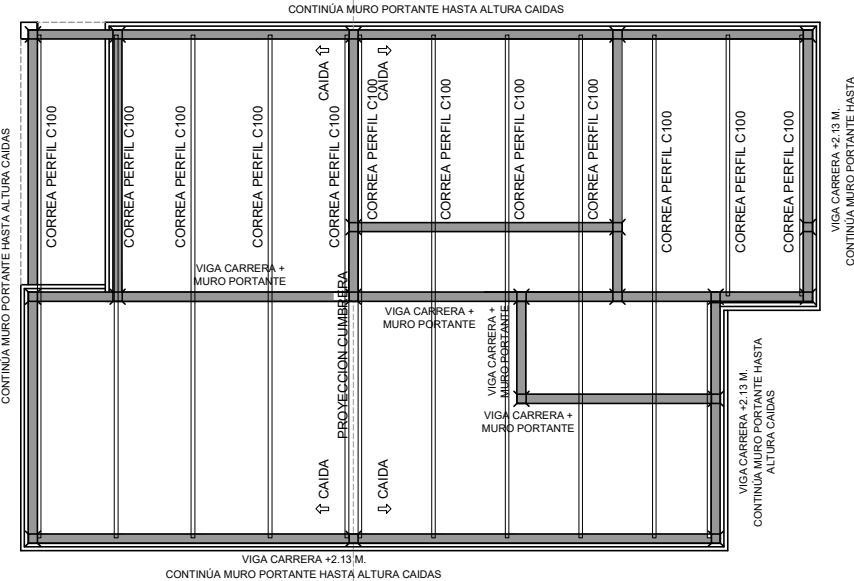 CONTINÚA MURO PORTANTE HASTA ALTURA CAIDAS
CONTINÚA MURO PORTANTE HASTA ALTURA CAIDAS
CAIDA
CAIDA
CORREA PERFIL C100
CORREA PERFIL C100
CORREA PERFIL C100
CORREA PERFIL C100
CORREA PERFIL C100
CORREA PERFIL C100
CORREA PERFIL C100
CORREA PERFIL C100
CORREA PERFIL C100
CORREA PERFIL C100
CORREA PERFIL C100
CORREA PERFIL C100
VIGA CARRERA +2.13 M.
CONTINÚA MURO PORTANTE HASTA
VIGA CARRERA +
MURO PORTANTE
PROYECCION CUMBRERA
VIGA CARRERA +
MURO PORTANTE
VIGA CARRERA +
MURO PORTANTE
VIGA CARRERA +
MURO PORTANTE
VIGA CARRERA +2.13 M.
CONTINÚA MURO PORTANTE HASTA
ALTURA CAIDAS
CAIDA
CAIDA
VIGA CARRERA +2.13 M.
CONTINÚA MURO PORTANTE HASTA ALTURA CAIDAS